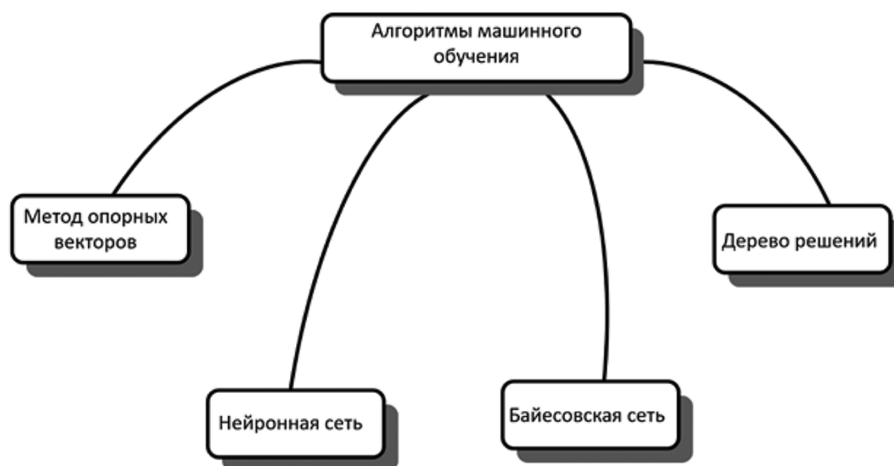 Алгоритмы машинного
обучения
Метод опорных
векторов
Дерево решений
Нейронная сеть
Байесовская сеть